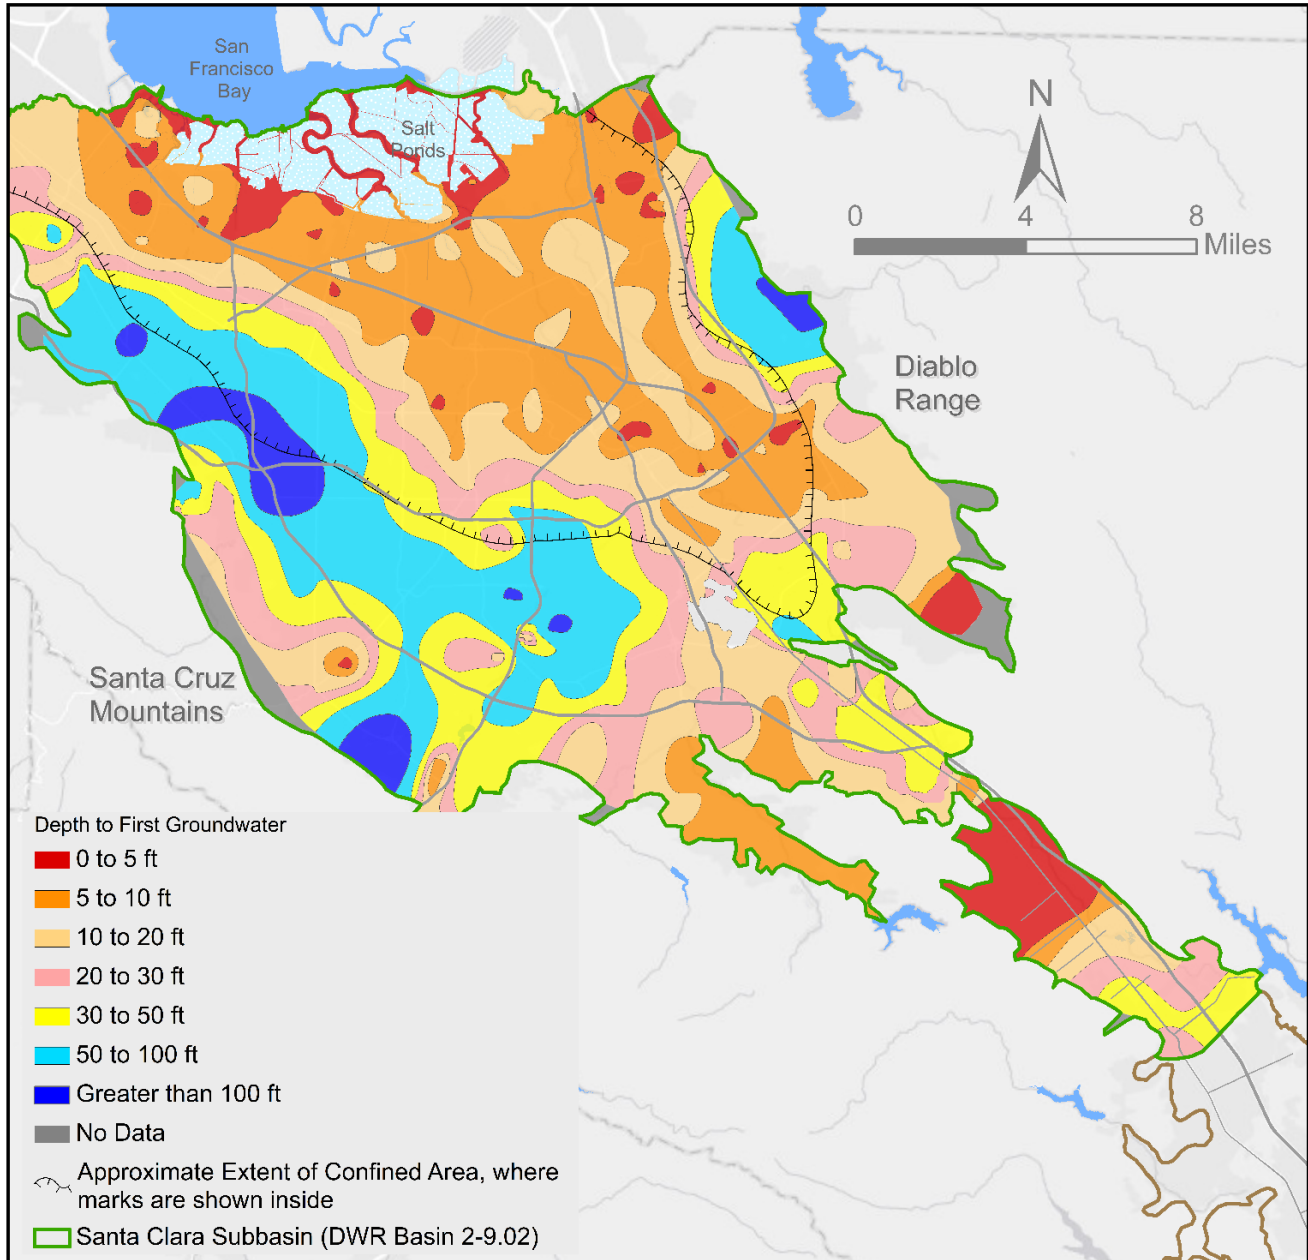 San
Francisco
Bay
Salt
Ponds
N
0 4 8
Miles
Diablo
Range
Santa Cruz
Mountains
Depth to First Groundwater
0 to 5 ft
5 to 10 ft
10 to 20 ft
20 to 30 ft
30 to 50 ft
50 to 100 ft
Greater than 100 ft
No Data
Approximate Extent of Confined Area, where
marks are shown inside
Santa Clara Subbasin (DWR Basin 2-9.02)